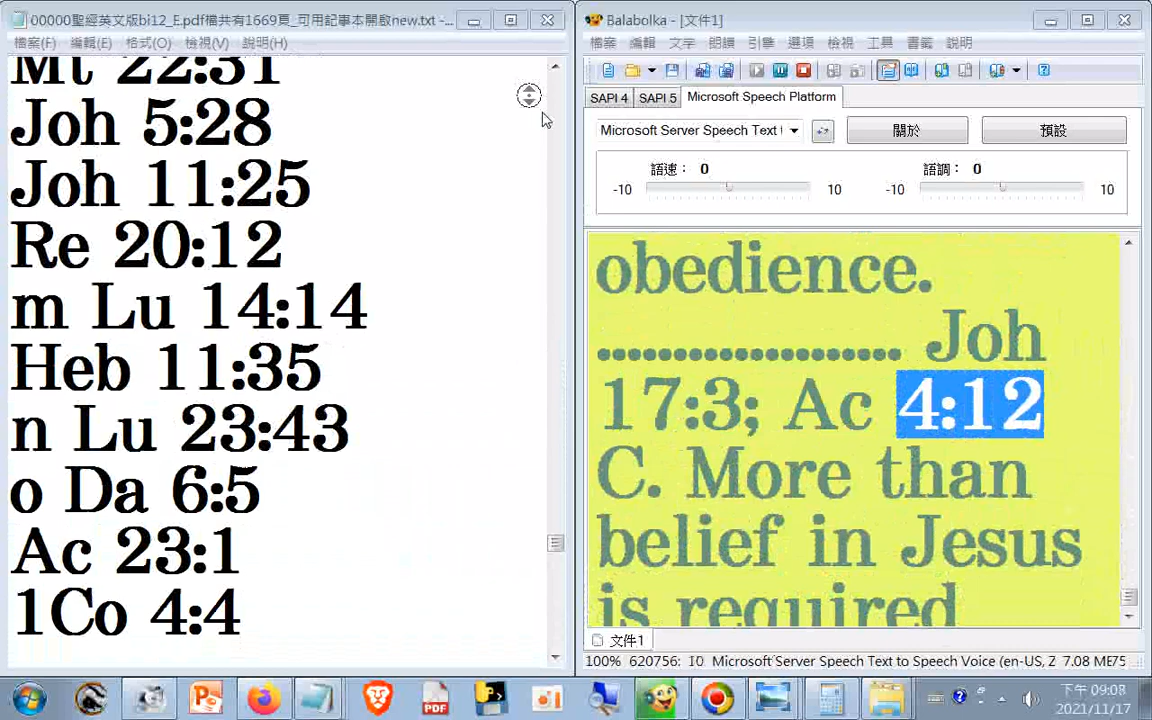 00000聖經英文版bi12_E.pdf檔共有1669頁_可用記事本開啟new.txt -...
檔案(F) 編輯(E) 格式(O) 檢視(V) 說明(H)
Mt 22:31
Joh 5:28
Joh 11:25
Re 20:12
m Lu 14:14
Heb 11:35
n Lu 23:43
o Da 6:5
Ac 23:1
1Co 4:4
Balabolka - [文件1]
檔案 編輯 文字 朗讀 引擎 選項 檢視 工具 書籤 說明
SAPI 4 SAPI 5 Microsoft Speech Platform
Microsoft Server Speech Text
關於 預設
語速: 0 語調: 0
-10 10 -10 10
obedience.
.................... Joh
17:3; Ac 4:12
C. More than
belief in Jesus
is required
文件1
100% 620756: 10 Microsoft Server Speech Text to Speech Voice (en-US, Z 7.08 ME75
PDF
下午 09:08
2021/11/17